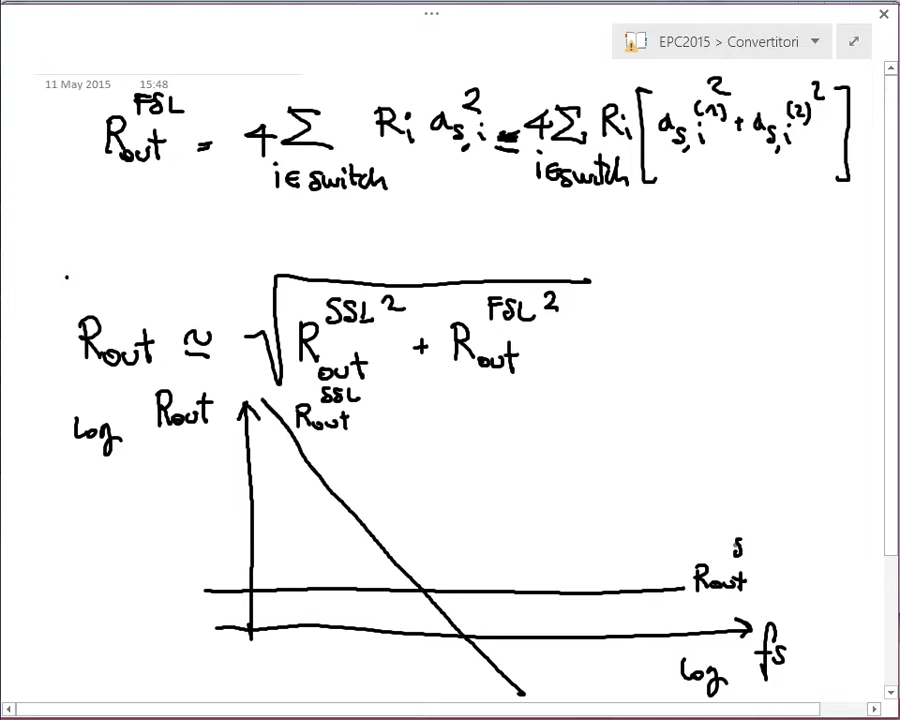 EPC2015 > Convertitori
11 May 2015 15:48
R_out^FSL = 4 Σ_{i∈switch} R_i a_{s,i}^2 = 4 Σ_{i∈switch} R_i [a_{s,i}^{(1)2} + a_{s,i}^{(2)2}]
R_out ≃ √(R_out^{SSL 2} + R_out^{FSL 2})
log R_out
R_out^SSL
R_out^s
log fs